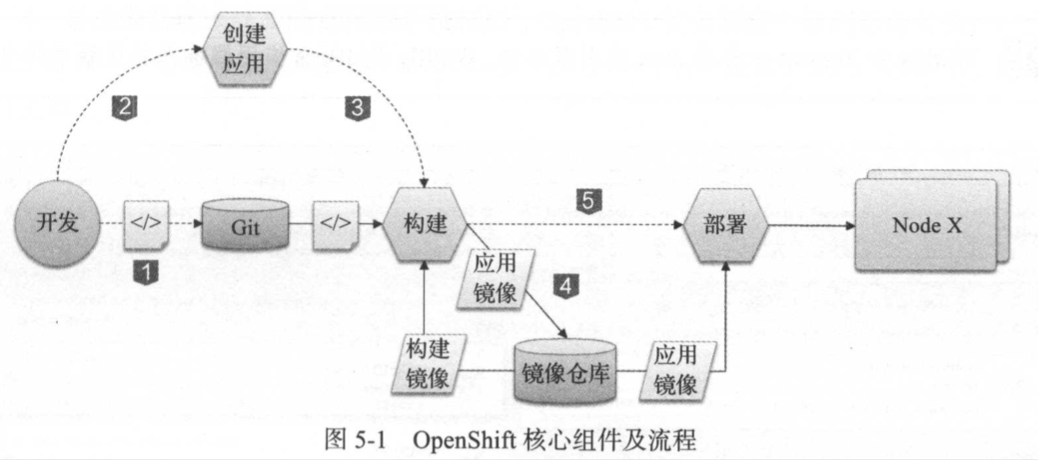 创建
应用
2
3
开发
</>
1
Git
</>
构建
5
部署
Node X
应用
镜像
4
构建
镜像
镜像仓库
应用
镜像
图 5-1 OpenShift 核心组件及流程